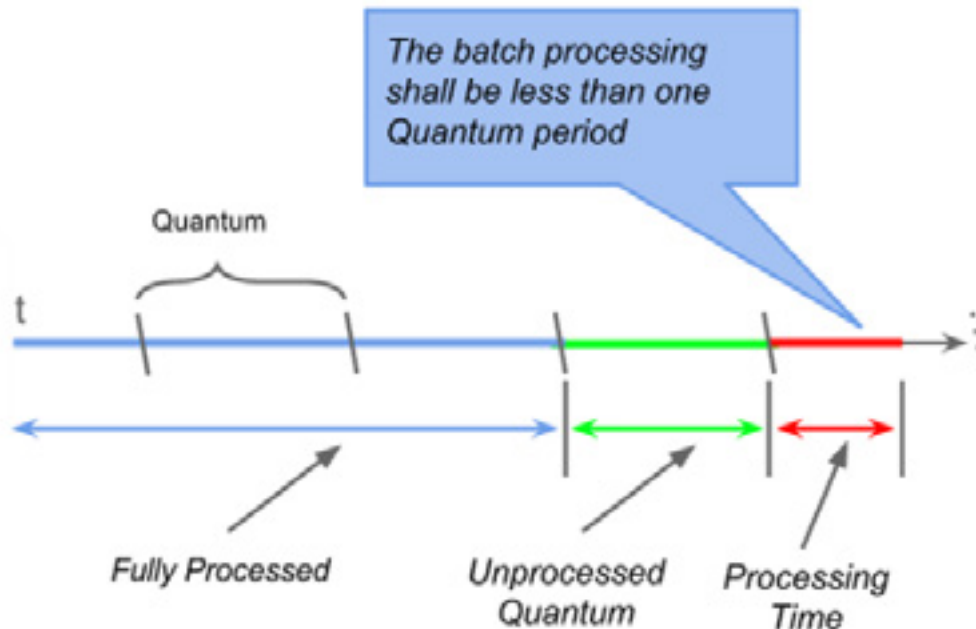 The batch processing
shall be less than one
Quantum period
Quantum
t
Fully Processed
Unprocessed
Quantum
Processing
Time